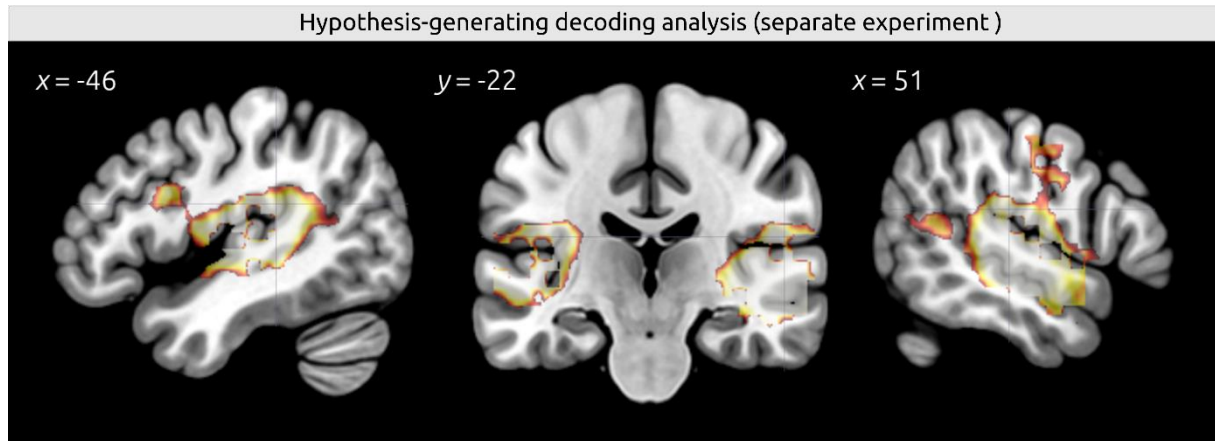 Hypothesis-generating decoding analysis (separate experiment )
x = -46
y = -22
x = 51